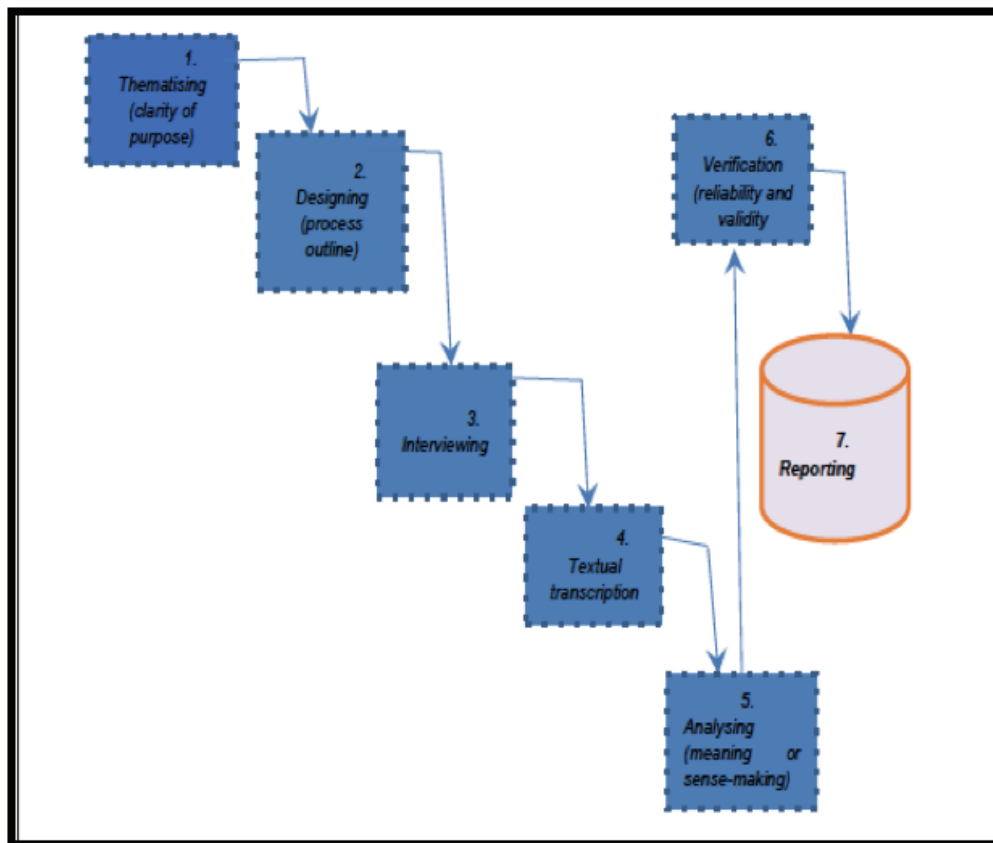 1.
Thematising
(clarity of
purpose)
2.
Designing
(process
outline)
3.
Interviewing
4.
Textual
transcription
5.
Analysing
(meaning or
sense-making)
6.
Verification
(reliability and
validity
7.
Reporting